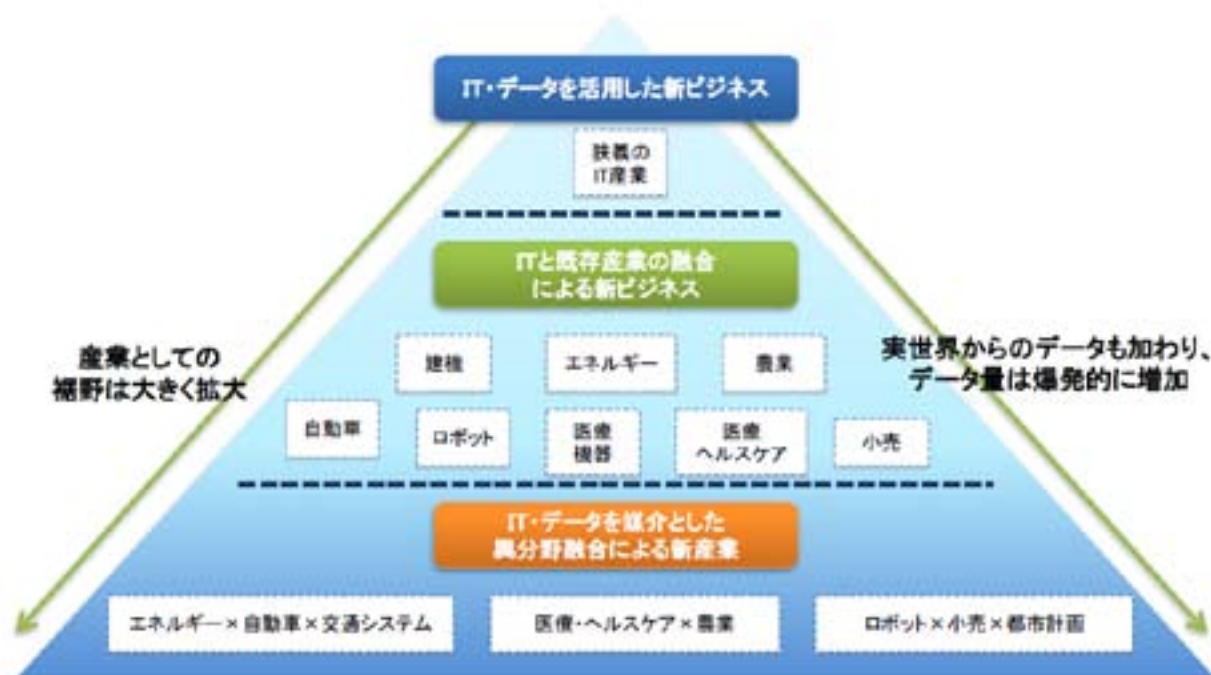 IT・データを活用した新ビジネス
狭義の
IT産業
ITと既存産業の融合
による新ビジネス
産業としての
裾野は大きく拡大
実世界からのデータも加わり、
データ量は爆発的に増加
建機
エネルギー
農業
自動車
ロボット
医療
機器
医療
ヘルスケア
小売
IT・データを媒介とした
異分野融合による新産業
エネルギー×自動車×交通システム
医療・ヘルスケア×農業
ロボット×小売×都市計画